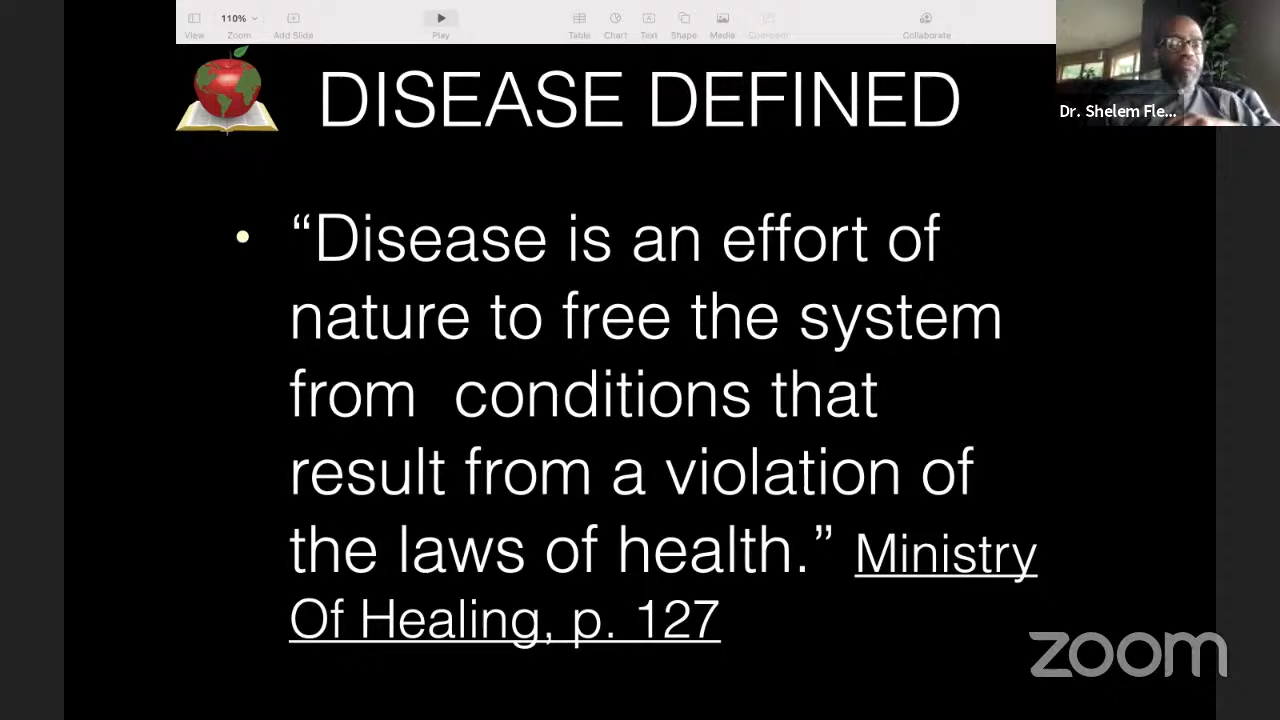 110%
View
Zoom
Add Slide
Play
Table
Chart
Text
Shape
Media
Comment
Collaborate
DISEASE DEFINED
Dr. Shelem Fle...
• “Disease is an effort of
nature to free the system
from conditions that
result from a violation of
the laws of health.” Ministry
Of Healing, p. 127
zoom